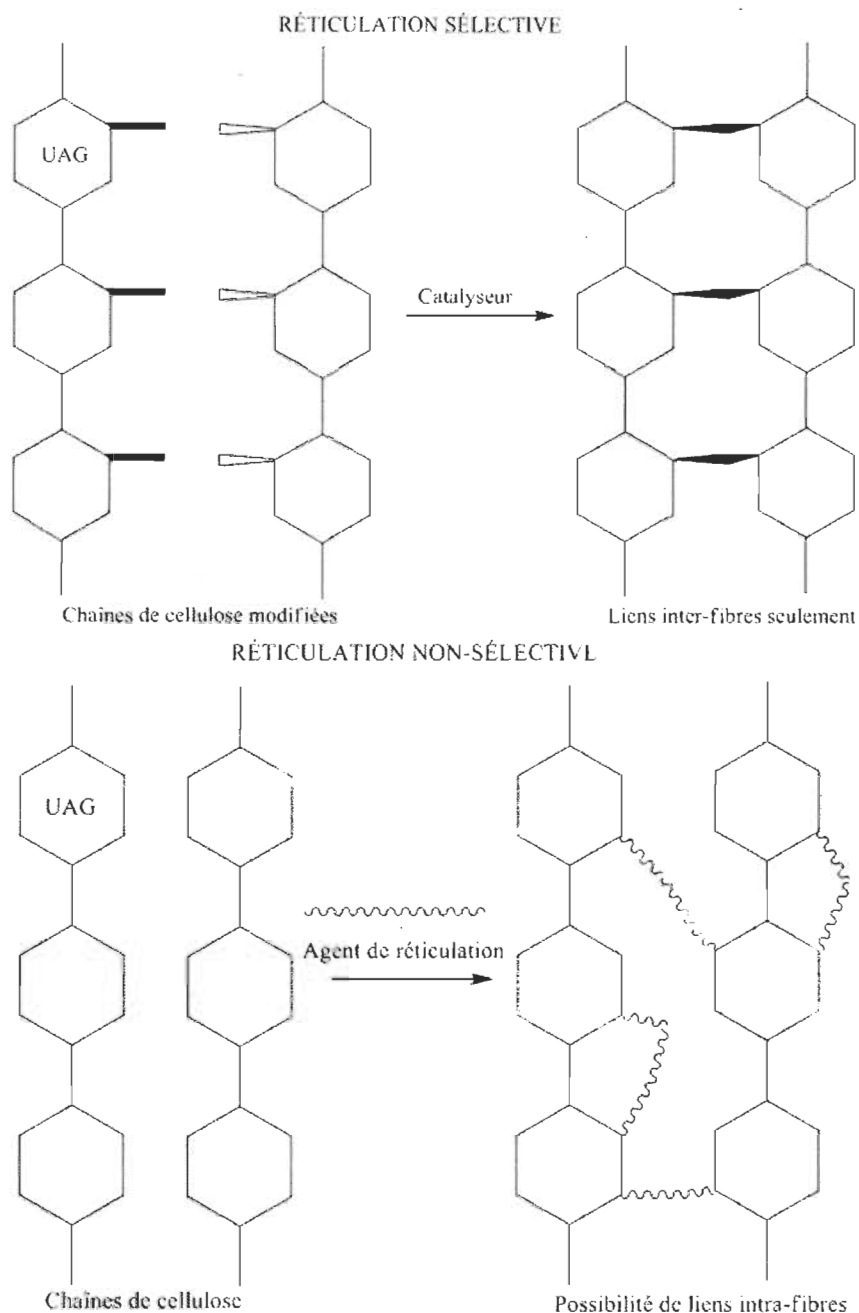 RÉTICULATION SÉLECTIVE
UAG
Catalyseur
Chaînes de cellulose modifiées
Liens inter-fibres seulement
RÉTICULATION NON-SÉLECTIVE
UAG
Agent de réticulation
Chaînes de cellulose
Possibilité de liens intra-fibres